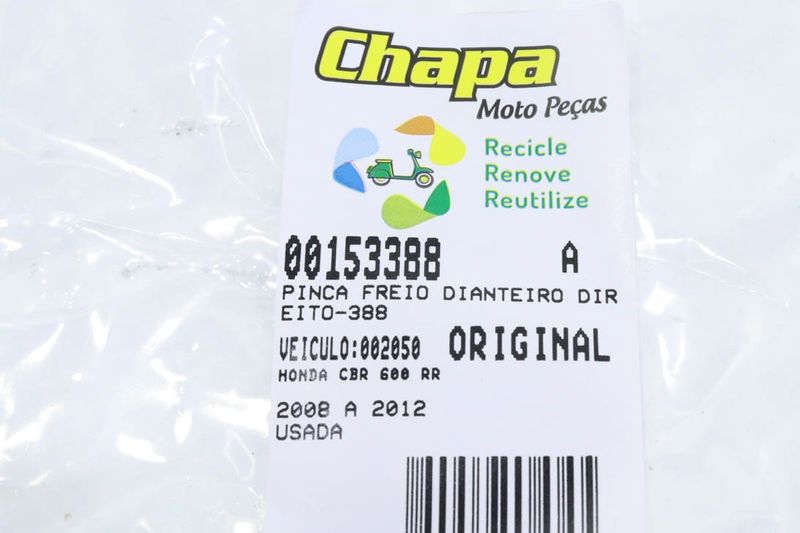 Chapa
Moto Peças
Recicle
Renove
Reutilize
00153388 A
PINCA FREIO DIANTEIRO DIR
EITO-388
VEICULO:002050 ORIGINAL
HONDA CBR 600 RR
2008 A 2012
USADA